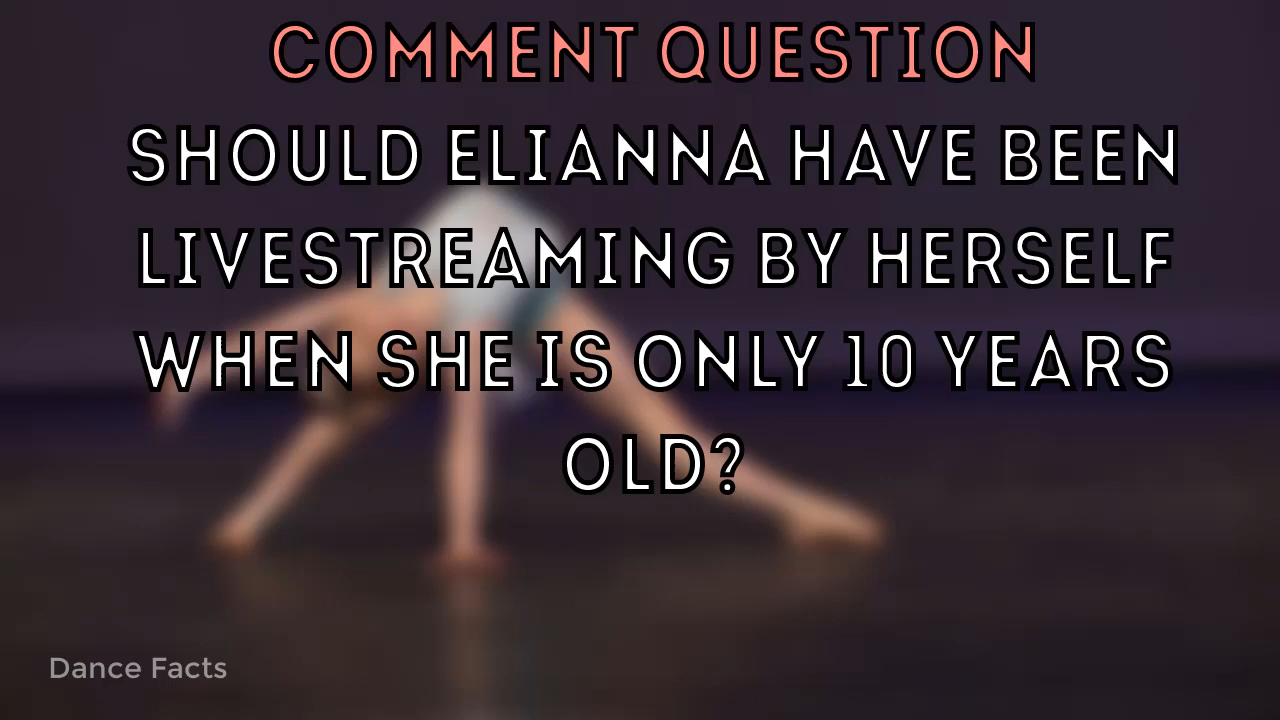 COMMENT QUESTION
SHOULD ELIANNA HAVE BEEN
LIVESTREAMING BY HERSELF
WHEN SHE IS ONLY 10 YEARS
OLD?
Dance Facts